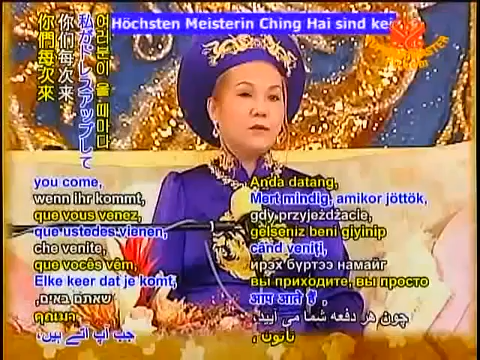 Höchsten Meisterin Ching Hai sind kei
여러분이 올 때마다
私がドレスアップして
你们每次来
你們每次來
you come,
wenn ihr kommt,
que vous venez,
que ustedes vienen,
che venite,
que vocês vêm,
Elke keer dat je komt,
שאתם באים,
جب آپ آتے ہیں،
Anda datang,
Mert mindig, amikor jöttök,
gdy przyjeżdżacie,
gelseniz beni giyinip
când veniţi,
ирэх бүртээ намайг
вы приходите, вы просто
आप आते हैं,
چون هر دفعه شما می آیید،